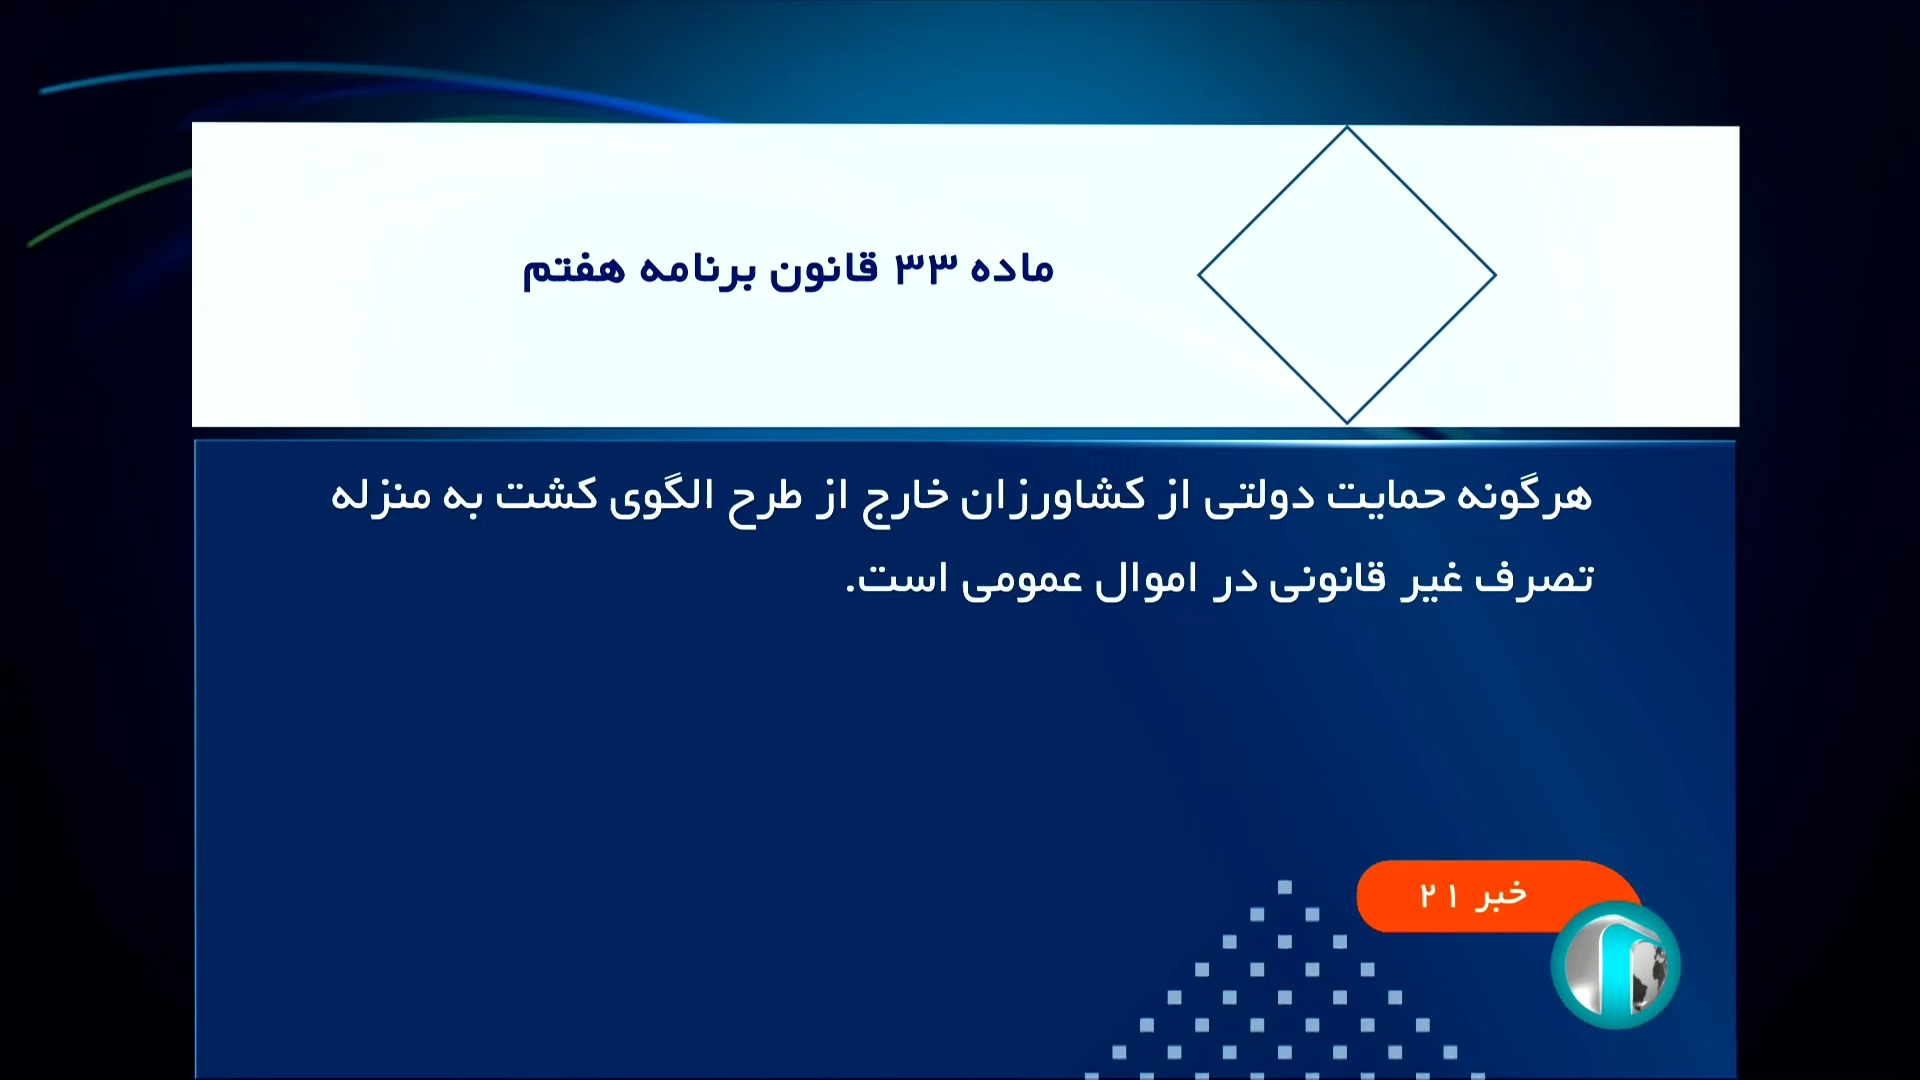 ماده ۳۳ قانون برنامه هفتم
هرگونه حمایت دولتی از کشاورزان خارج از طرح الگوی کشت به منزله
تصرف غیر قانونی در اموال عمومی است.
خبر ۲۱